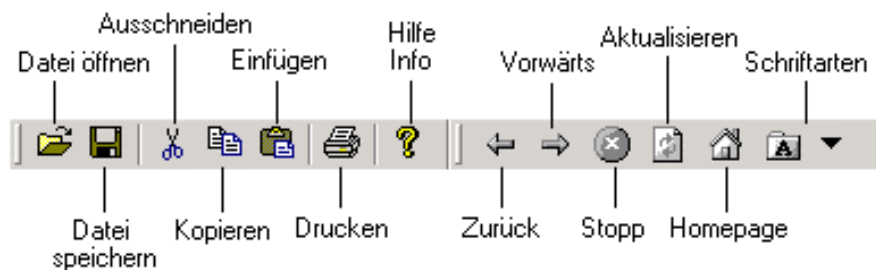 Ausschneiden
Datei öffnen
Einfügen
Hilfe
Info
Vorwärts
Aktualisieren
Schriftarten
A
Datei
speichern
Kopieren
Drucken
Zurück
Stopp
Homepage